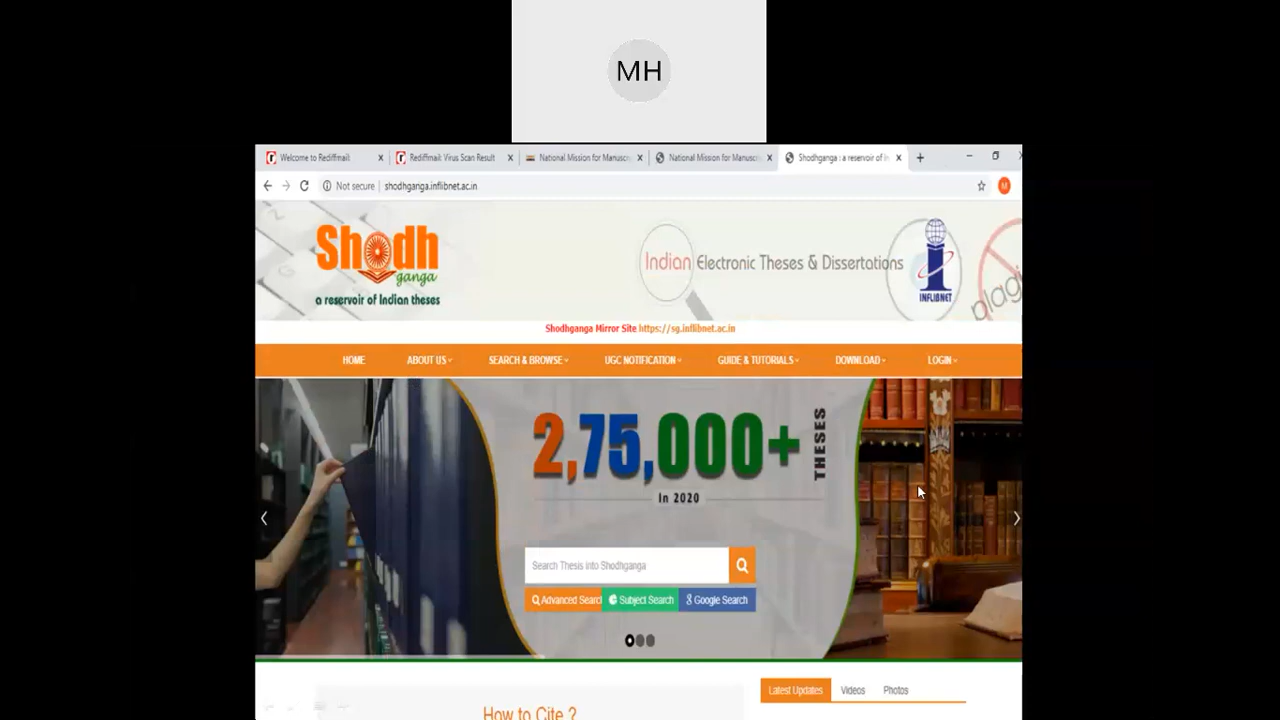 MH
Welcome to Rediffmail
Rediffmail: Virus Scan Result
National Mission for Manuscr
National Mission for Manuscr
Shodhganga : a reservoir of In
Not secure shodhganga.inflibnet.ac.in
M
Shodh
ganga
a reservoir of Indian theses
Indian Electronic Theses & Dissertations
INFLIBNET
plagi
Shodhganga Mirror Site https://sg.inflibnet.ac.in
HOME ABOUT US SEARCH & BROWSE UGC NOTIFICATION GUIDE & TUTORIALS DOWNLOAD LOGIN
2,75,000+ THESES
In 2020
Search Thesis into Shodhganga
Advanced Search Subject Search Google Search
Latest Updates Videos Photos
How to Cite ?